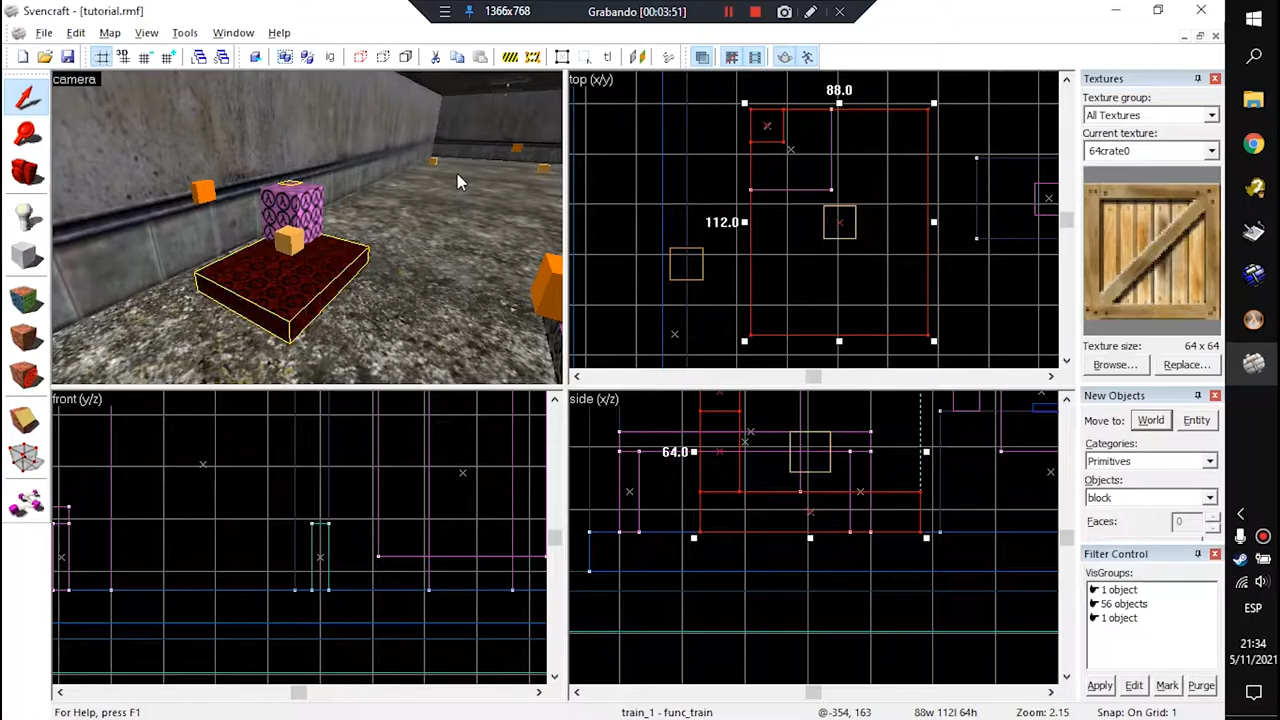 Svencraft - [tutorial.rmf]
1366x768
Grabando [00:03:51]
File Edit Map View Tools Window Help
3D
ig
tl
camera
top (x/y)
88.0
112.0
front (y/z)
side (x/z)
64.0
Textures
Texture group:
All Textures
Current texture:
64crate0
Texture size: 64 x 64
Browse... Replace...
New Objects
Move to: World Entity
Categories:
Primitives
Objects:
block
Faces: 0
Filter Control
VisGroups:
1 object
56 objects
1 object
Apply Edit Mark Purge
ESP
21:34
5/11/2021
For Help, press F1
train_1 - func_train
@-354, 163
88w 112l 64h
Zoom: 2.15
Snap: On Grid: 1